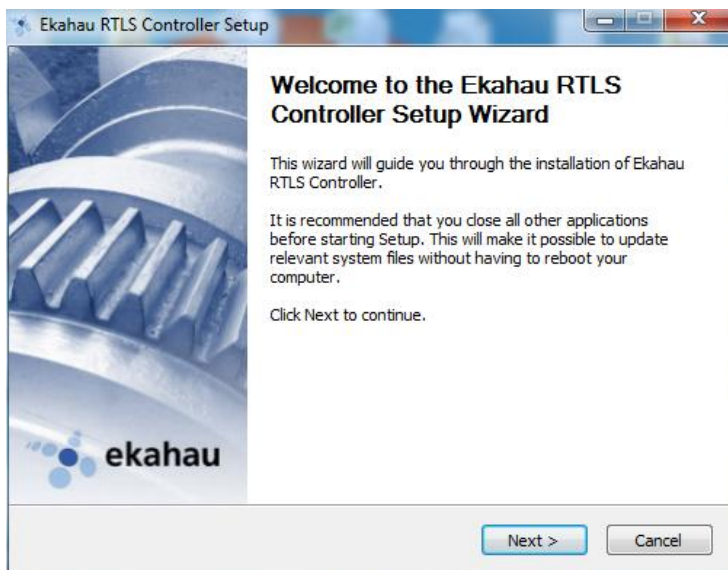 Ekahau RTLS Controller Setup
Welcome to the Ekahau RTLS
Controller Setup Wizard
This wizard will guide you through the installation of Ekahau
RTLS Controller.
It is recommended that you close all other applications
before starting Setup. This will make it possible to update
relevant system files without having to reboot your
computer.
Click Next to continue.
ekahau
Next >
Cancel